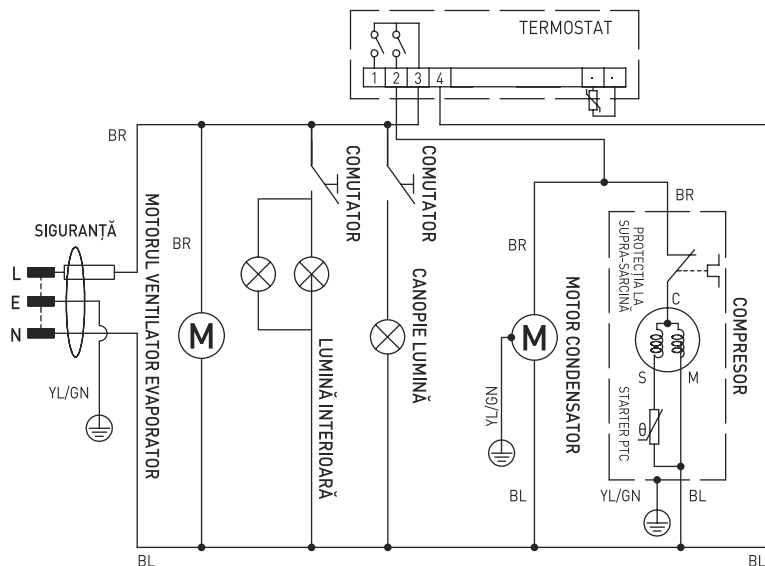 TERMOSTAT
1 2 3 4
BR
COMUTATOR
COMUTATOR
SIGURANȚĂ
L
E
N
YL/GN
MOTORUL VENTILATOR EVAPORATOR
BR
M
LUMINĂ INTERIOARĂ
CANOPIE LUMINĂ
BR
M
YL/GN
MOTOR CONDENSATOR
BL
BR
PROTECȚIA LA
SUPRA-SĂRCINĂ
C
S
M
θ
STARTER PTC
COMPRESOR
YL/GN
BL
BL
BL